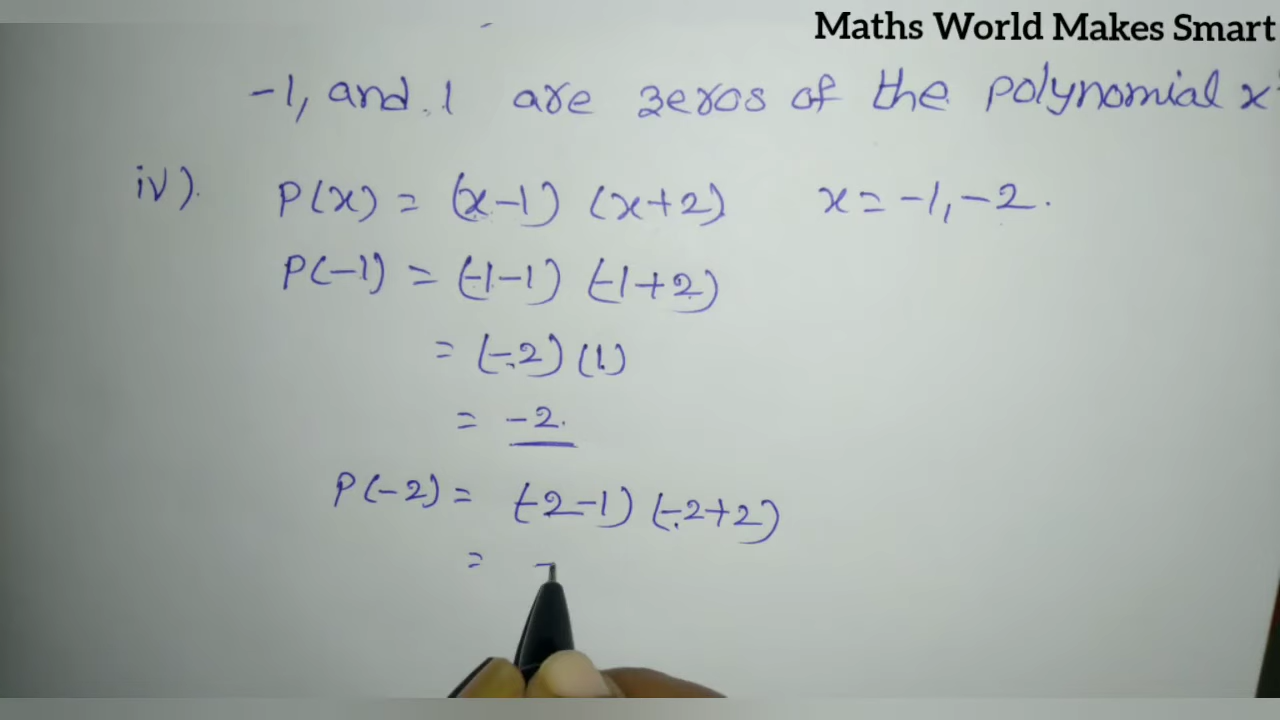 Maths World Makes Smart
-1, and 1 are zeros of the polynomial x
iv). P(x) = (x-1) (x+2) x = -1, -2.
P(-1) = (-1-1) (-1+2)
= (-2) (1)
= -2.
P(-2) = (-2-1) (-2+2)
= -